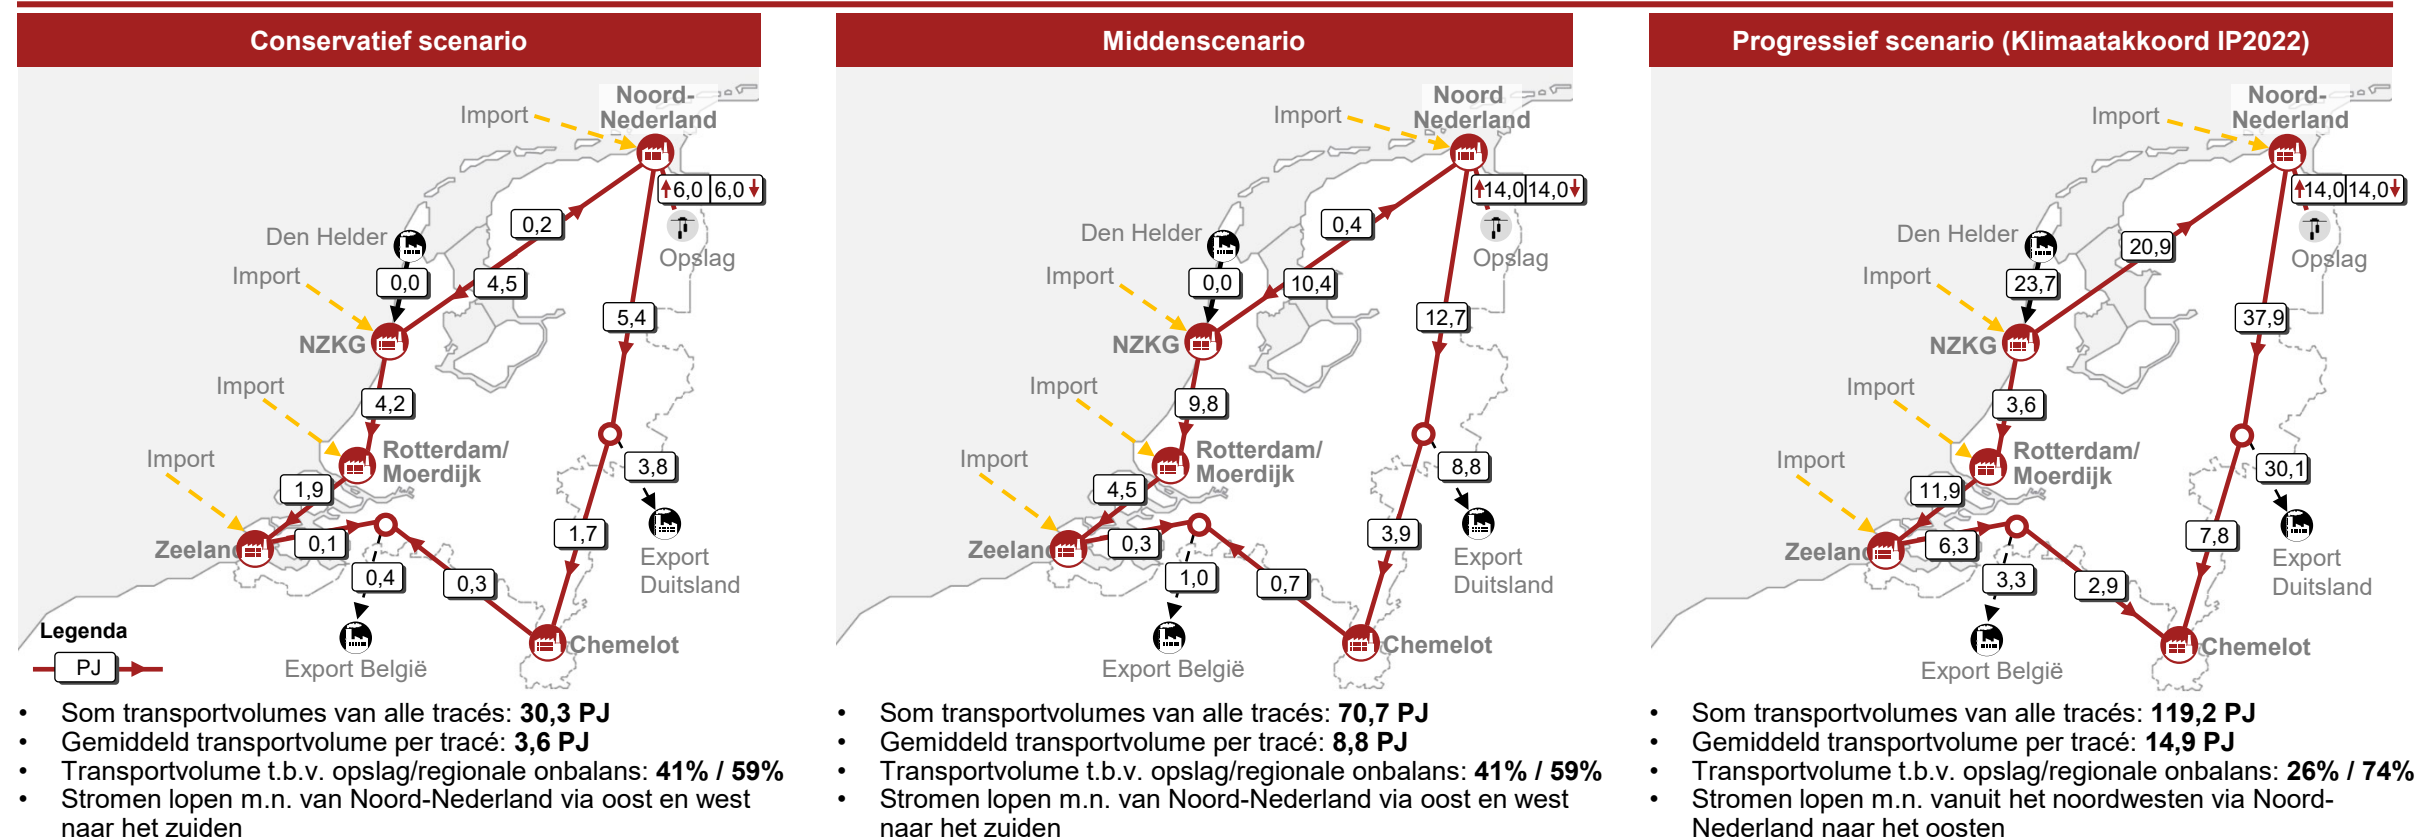 Conservatief scenario
Import
Noord-
Nederland
6,0 6,0
0,2
Den Helder
Opslag
Import
0,0
4,5
5,4
NZKG
Import
4,2
Rotterdam/
Moerdijk
Import
3,8
1,9
1,7
Zeeland
0,1
Export
Duitsland
0,4
0,3
Legenda
PJ
Chemelot
Export België
• Som transportvolumes van alle tracés: 30,3 PJ
• Gemiddeld transportvolume per tracé: 3,6 PJ
• Transportvolume t.b.v. opslag/regionale onbalans: 41% / 59%
• Stromen lopen m.n. van Noord-Nederland via oost en west
naar het zuiden
Middenscenario
Import
Noord
Nederland
14,0 14,0
0,4
Den Helder
Opslag
Import
0,0
10,4
12,7
NZKG
Import
9,8
Rotterdam/
Moerdijk
Import
8,8
4,5
3,9
Zeeland
0,3
Export
Duitsland
1,0
0,7
Chemelot
Export België
• Som transportvolumes van alle tracés: 70,7 PJ
• Gemiddeld transportvolume per tracé: 8,8 PJ
• Transportvolume t.b.v. opslag/regionale onbalans: 41% / 59%
• Stromen lopen m.n. van Noord-Nederland via oost en west
naar het zuiden
Progressief scenario (Klimaatakkoord IP2022)
Import
Noord-
Nederland
14,0 14,0
Den Helder
20,9
Opslag
Import
23,7
37,9
NZKG
Import
3,6
Rotterdam/
Moerdijk
Import
30,1
11,9
7,8
Zeeland
6,3
Export
Duitsland
3,3
2,9
Chemelot
Export België
• Som transportvolumes van alle tracés: 119,2 PJ
• Gemiddeld transportvolume per tracé: 14,9 PJ
• Transportvolume t.b.v. opslag/regionale onbalans: 26% / 74%
• Stromen lopen m.n. vanuit het noordwesten via Noord-
Nederland naar het oosten